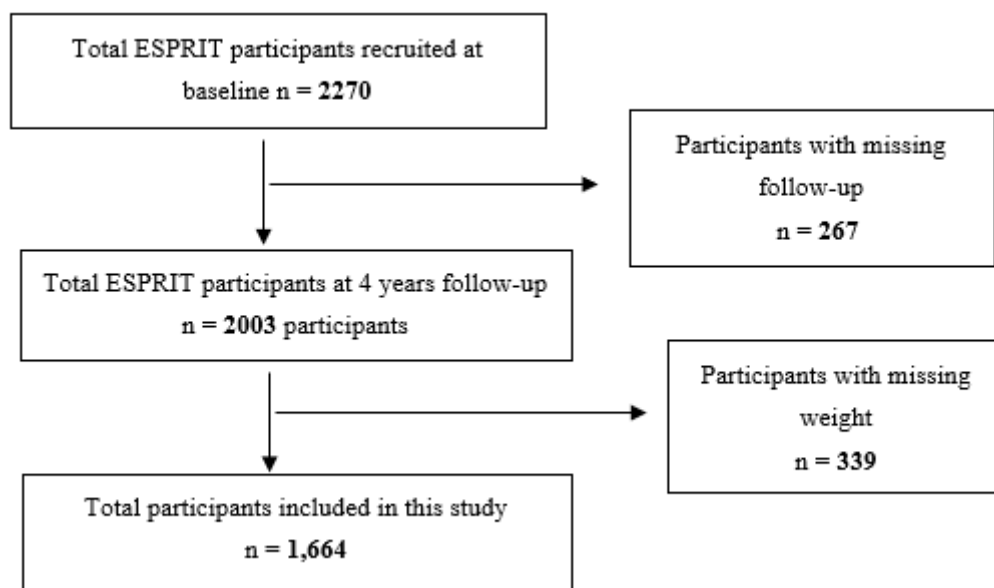 Total ESPRIT participants recruited at
baseline n = 2270
Participants with missing
follow-up
n = 267
Total ESPRIT participants at 4 years follow-up
n = 2003 participants
Participants with missing
weight
n = 339
Total participants included in this study
n = 1,664